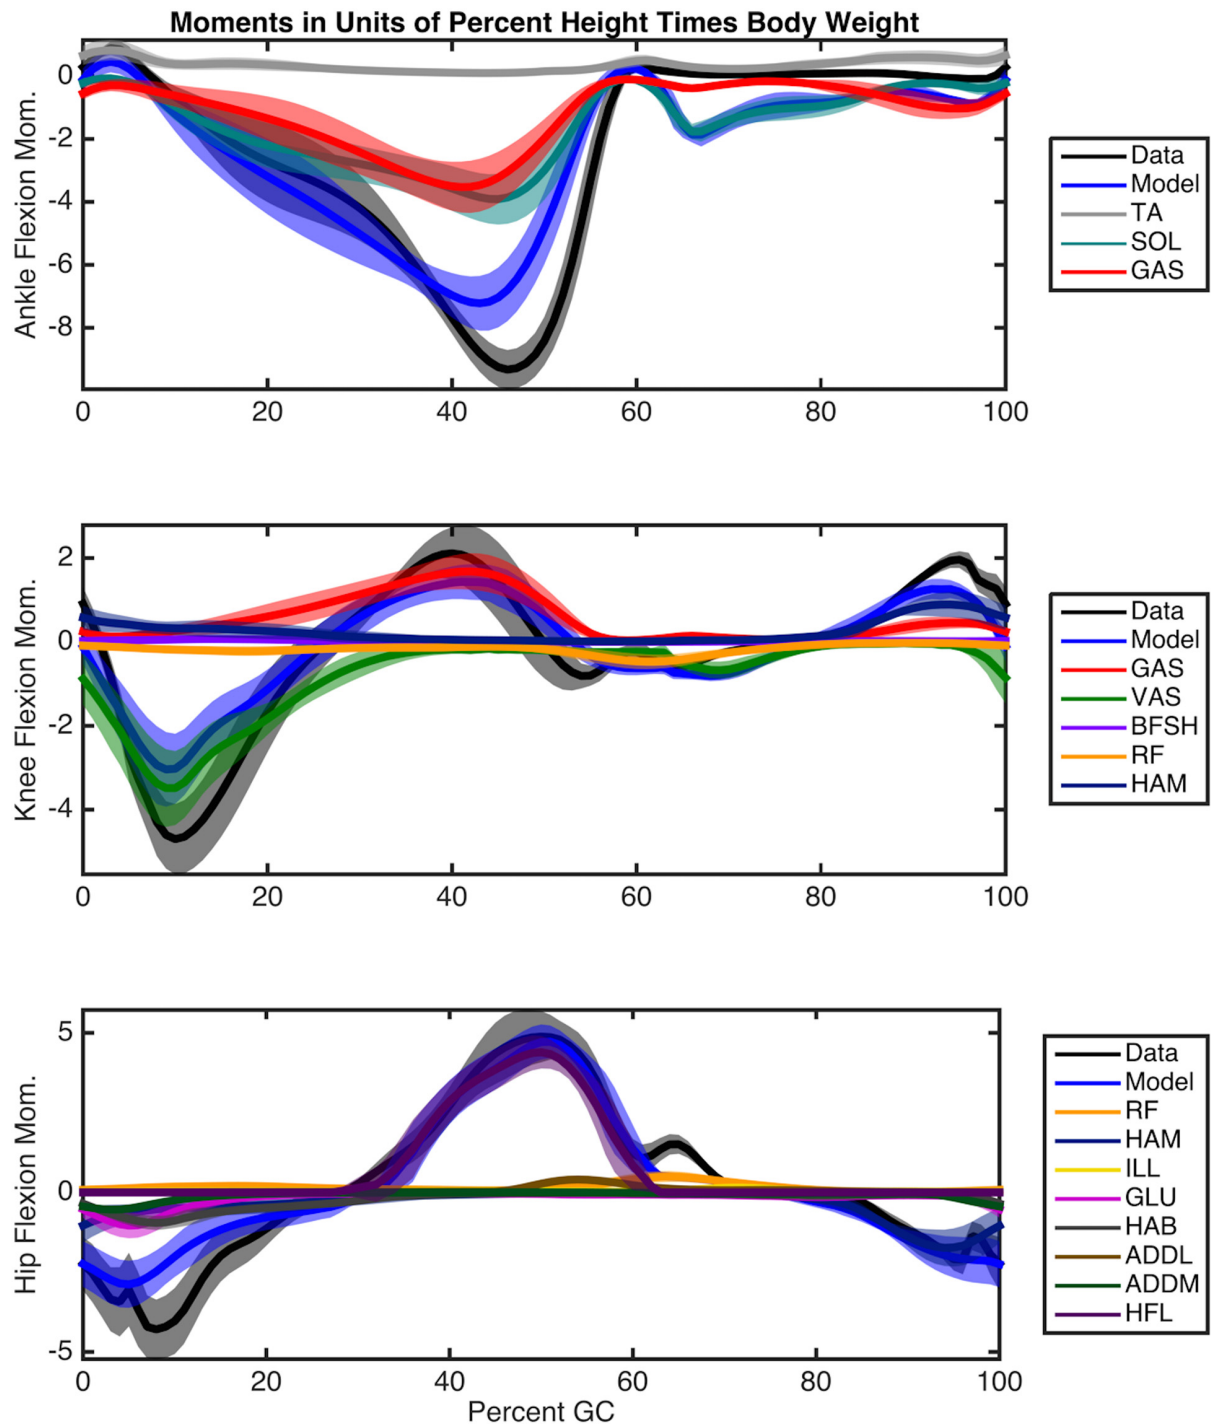 Moments in Units of Percent Height Times Body Weight
Ankle Flexion Mom.
0
-2
-4
-6
-8
0 20 40 60 80 100
Data
Model
TA
SOL
GAS
Knee Flexion Mom.
2
0
-2
-4
0 20 40 60 80 100
Data
Model
GAS
VAS
BFSH
RF
HAM
Hip Flexion Mom.
5
0
-5
0 20 40 60 80 100
Percent GC
Data
Model
RF
HAM
ILL
GLU
HAB
ADDL
ADDM
HFL